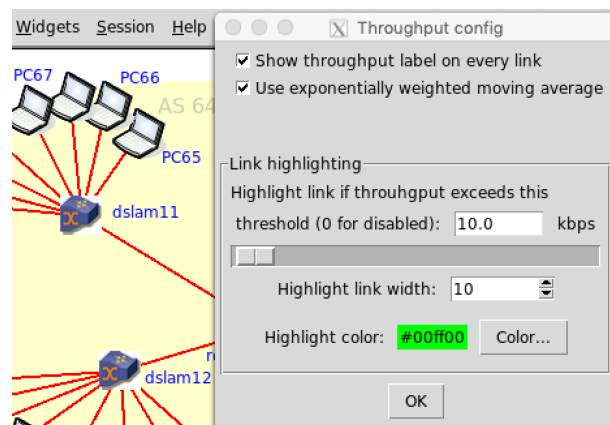 Widgets Session Help
Throughput config
Show throughput label on every link
Use exponentially weighted moving average
PC67
PC66
AS 64
PC65
dslam11
Link highlighting
Highlight link if throuhgput exceeds this
threshold (0 for disabled): 10.0 kbps
Highlight link width: 10
Highlight color: #00ff00 Color...
dslam12
OK